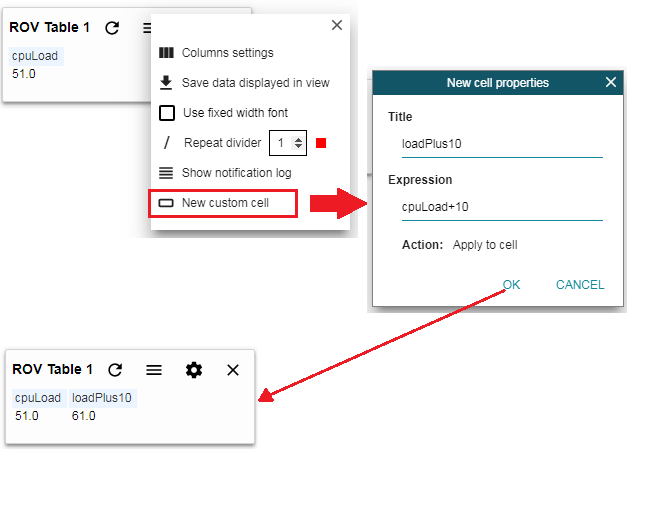 ROV Table 1
cpuLoad
51.0
Columns settings
Save data displayed in view
Use fixed width font
/ Repeat divider 1
Show notification log
New custom cell
New cell properties
Title
loadPlus10
Expression
cpuLoad+10
Action: Apply to cell
OK CANCEL
ROV Table 1
cpuLoad loadPlus10
51.0 61.0